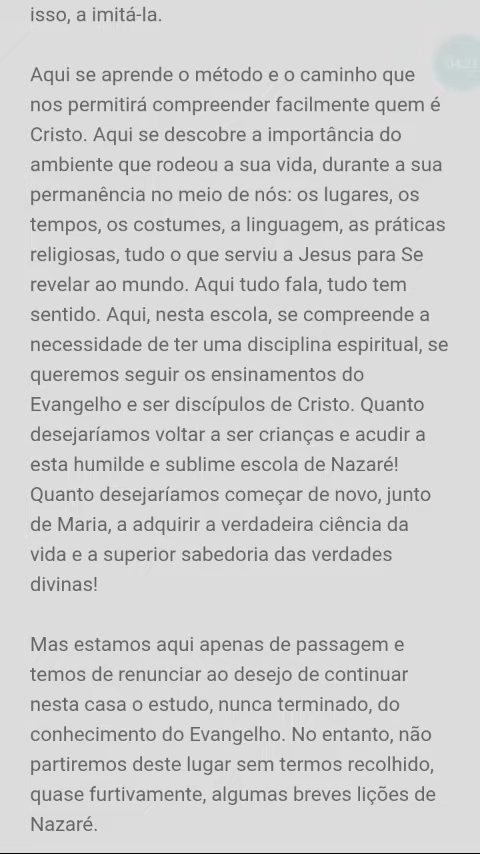 isso, a imitá-la.
Aqui se aprende o método e o caminho que
nos permitirá compreender facilmente quem é
Cristo. Aqui se descobre a importância do
ambiente que rodeou a sua vida, durante a sua
permanência no meio de nós: os lugares, os
tempos, os costumes, a linguagem, as práticas
religiosas, tudo o que serviu a Jesus para Se
revelar ao mundo. Aqui tudo fala, tudo tem
sentido. Aqui, nesta escola, se compreende a
necessidade de ter uma disciplina espiritual, se
queremos seguir os ensinamentos do
Evangelho e ser discípulos de Cristo. Quanto
desejaríamos voltar a ser crianças e acudir a
esta humilde e sublime escola de Nazaré!
Quanto desejaríamos começar de novo, junto
de Maria, a adquirir a verdadeira ciência da
vida e a superior sabedoria das verdades
divinas!
Mas estamos aqui apenas de passagem e
temos de renunciar ao desejo de continuar
nesta casa o estudo, nunca terminado, do
conhecimento do Evangelho. No entanto, não
partiremos deste lugar sem termos recolhido,
quase furtivamente, algumas breves lições de
Nazaré.